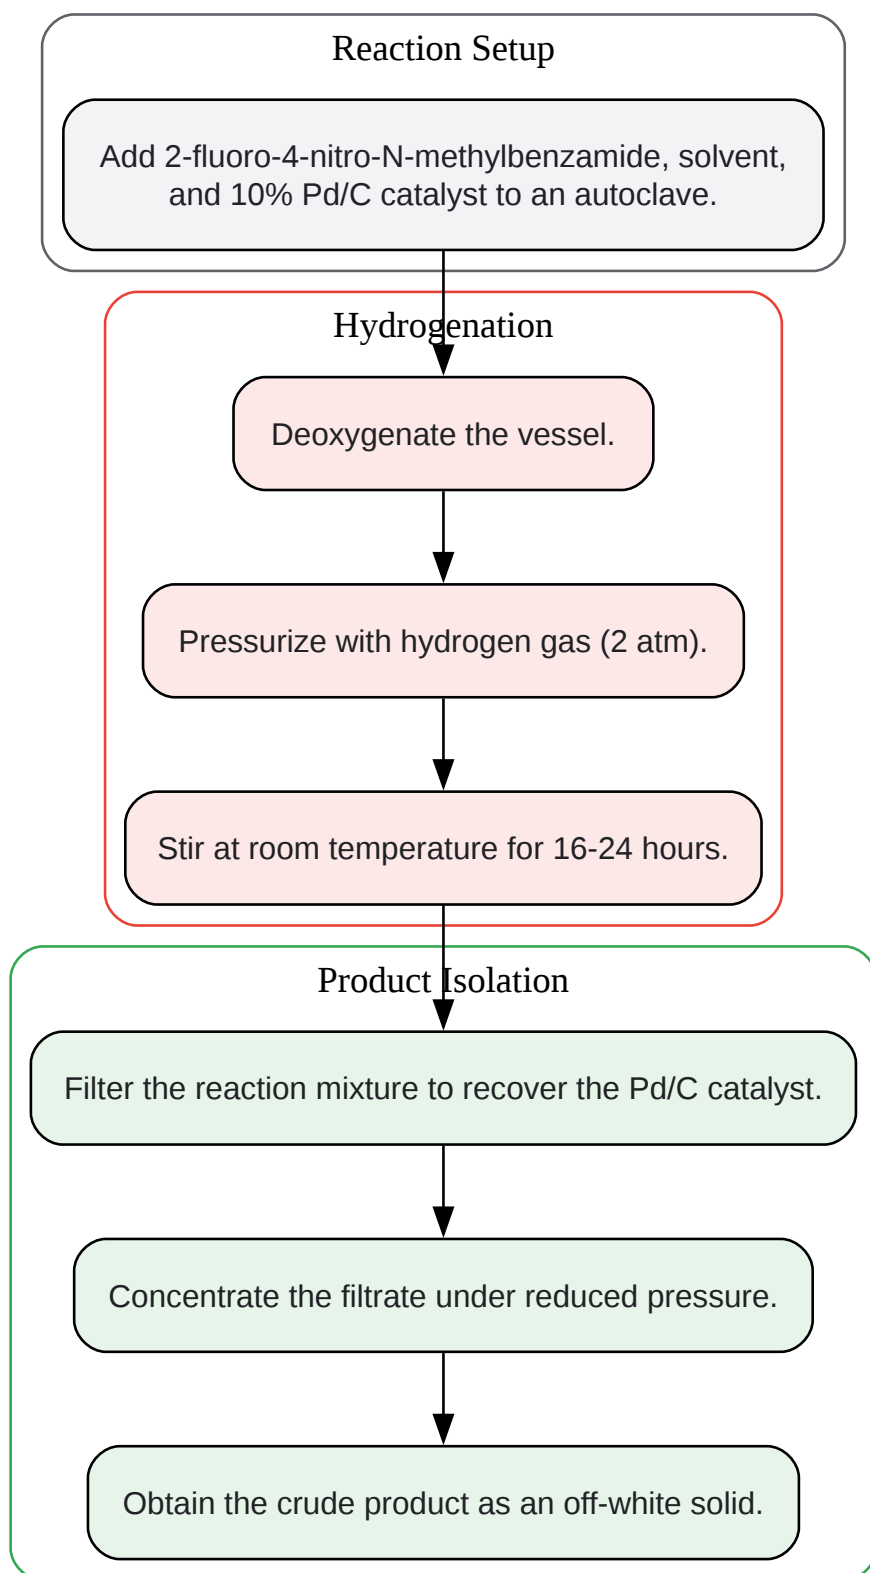 Reaction Setup
Add 2-fluoro-4-nitro-N-methylbenzamide, solvent,
and 10% Pd/C catalyst to an autoclave.
Hydrogenation
Deoxygenate the vessel.
Pressurize with hydrogen gas (2 atm).
Stir at room temperature for 16-24 hours.
Product Isolation
Filter the reaction mixture to recover the Pd/C catalyst.
Concentrate the filtrate under reduced pressure.
Obtain the crude product as an off-white solid.